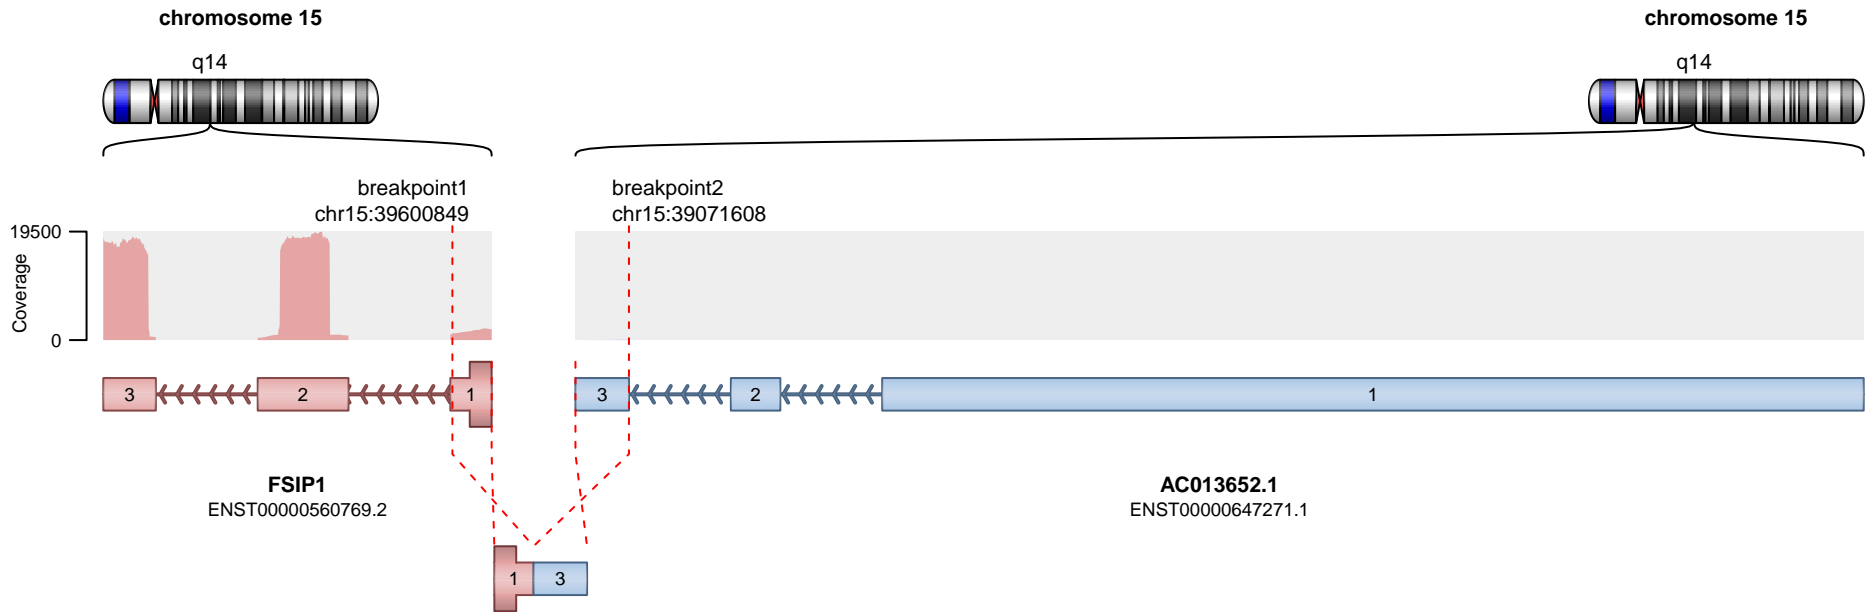 chromosome 15
chromosome 15
q14
q14
breakpoint1
chr15:39600849
breakpoint2
chr15:39071608
19500
Coverage
0
3
2
1
3
2
1
FSIP1
ENST00000560769.2
AC013652.1
ENST00000647271.1
1
3